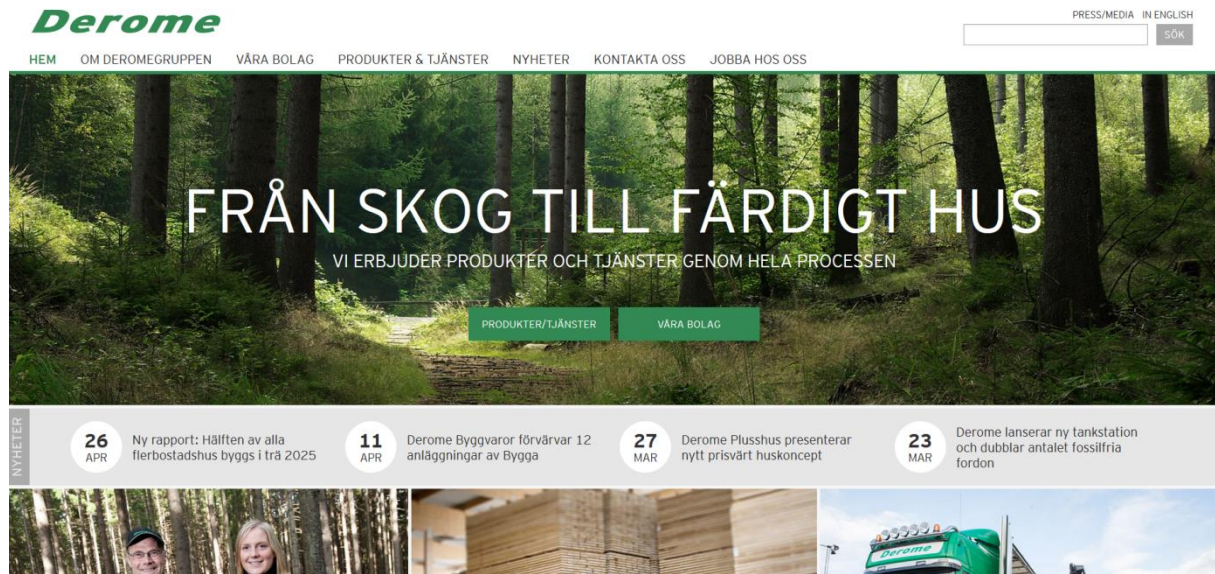 Derome
PRESS/MEDIA IN ENGLISH
SÖK
HEM OM DEROMEGRUPPEN VÅRA BOLAG PRODUKTER & TJÄNSTER NYHETER KONTAKTA OSS JOBBA HOS OSS
FRÅN SKOG TILL FÄRDIGT HUS
VI ERBJUDER PRODUKTER OCH TJÄNSTER GENOM HELA PROCESSEN
PRODUKTER/TJÄNSTER
VÅRA BOLAG
NYHETER
26
APR
Ny rapport: Hälften av alla
flerbostadshus byggs i trä 2025
11
APR
Derome Byggvaror förvärvar 12
anläggningar av Bygga
27
MAR
Derome Plusshus presenterar
nytt prisvärt huskoncept
23
MAR
Derome lanserar ny tankstation
och dubblar antalet fossilfria
fordon
Derome